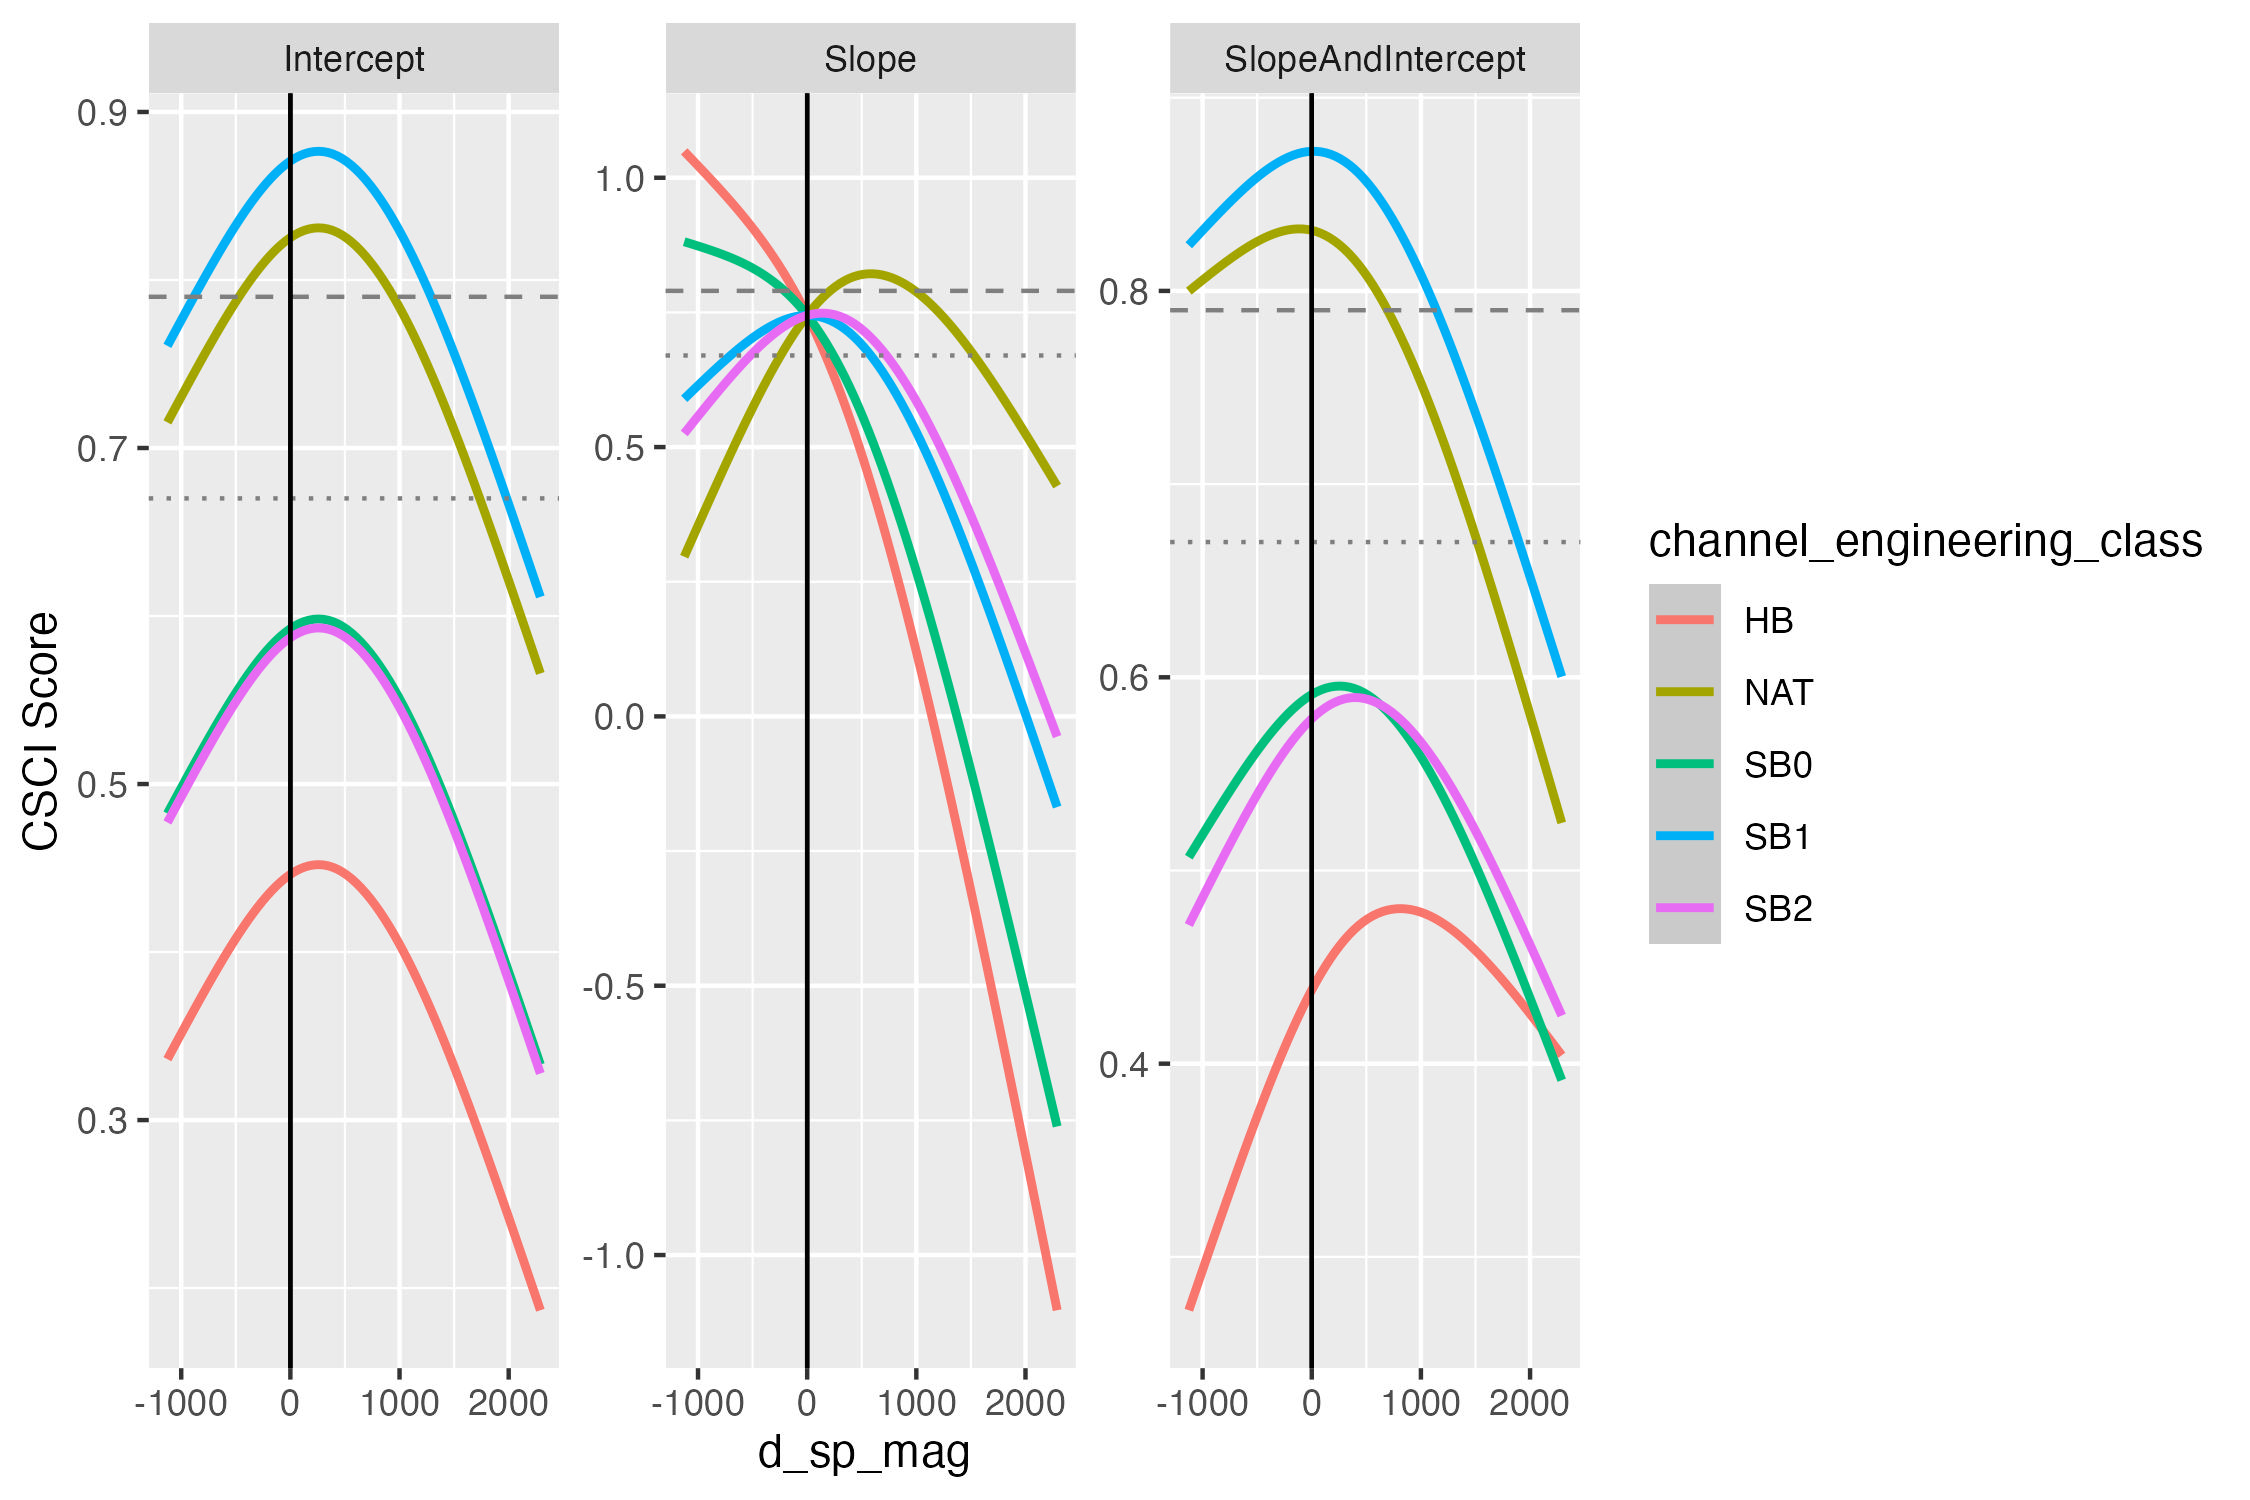 Intercept
Slope
SlopeAndIntercept
0.9
0.7
0.5
0.3
1.0
0.5
0.0
-0.5
-1.0
0.8
0.6
0.4
-1000 0 1000 2000
-1000 0 1000 2000
-1000 0 1000 2000
CSCI Score
d_sp_mag
channel_engineering_class
HB
NAT
SB0
SB1
SB2